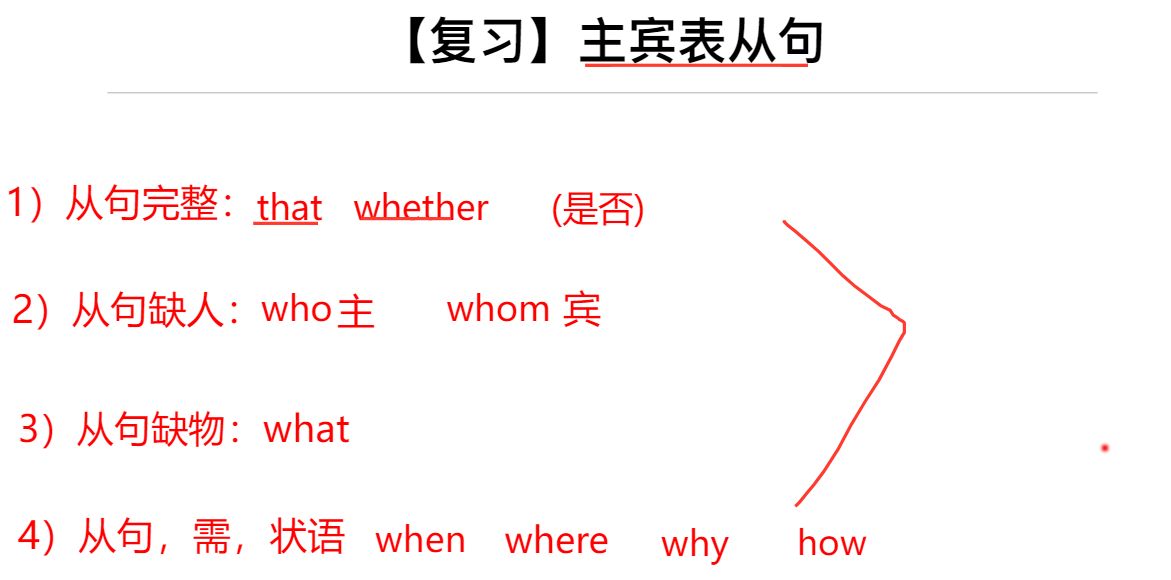 【复习】主宾表从句
1）从句完整：that whether (是否)
2）从句缺人：who主 whom 宾
3）从句缺物：what
4）从句，需，状语 when where why how